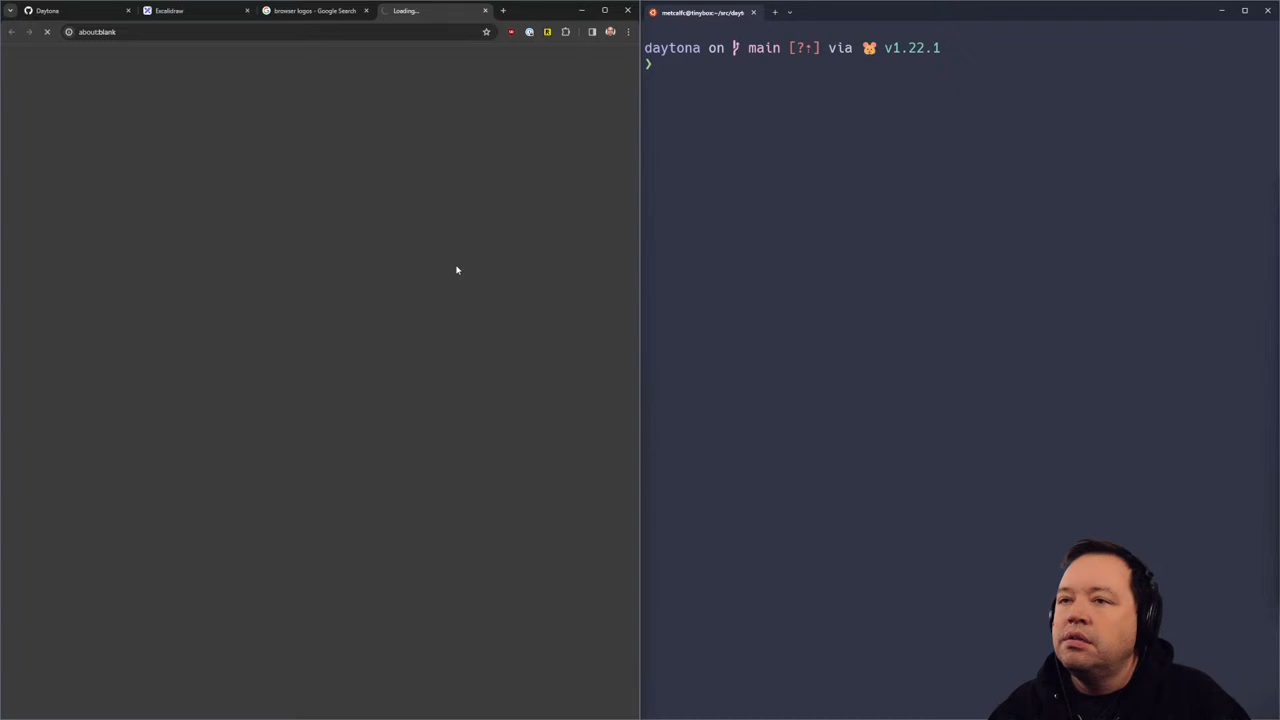 Daytona
Excalidraw
browser logos - Google Search
Loading...
about:blank
metcalfc@tinybox:~/src/dayt
daytona on main [?↑] via 🐹 v1.22.1
❯